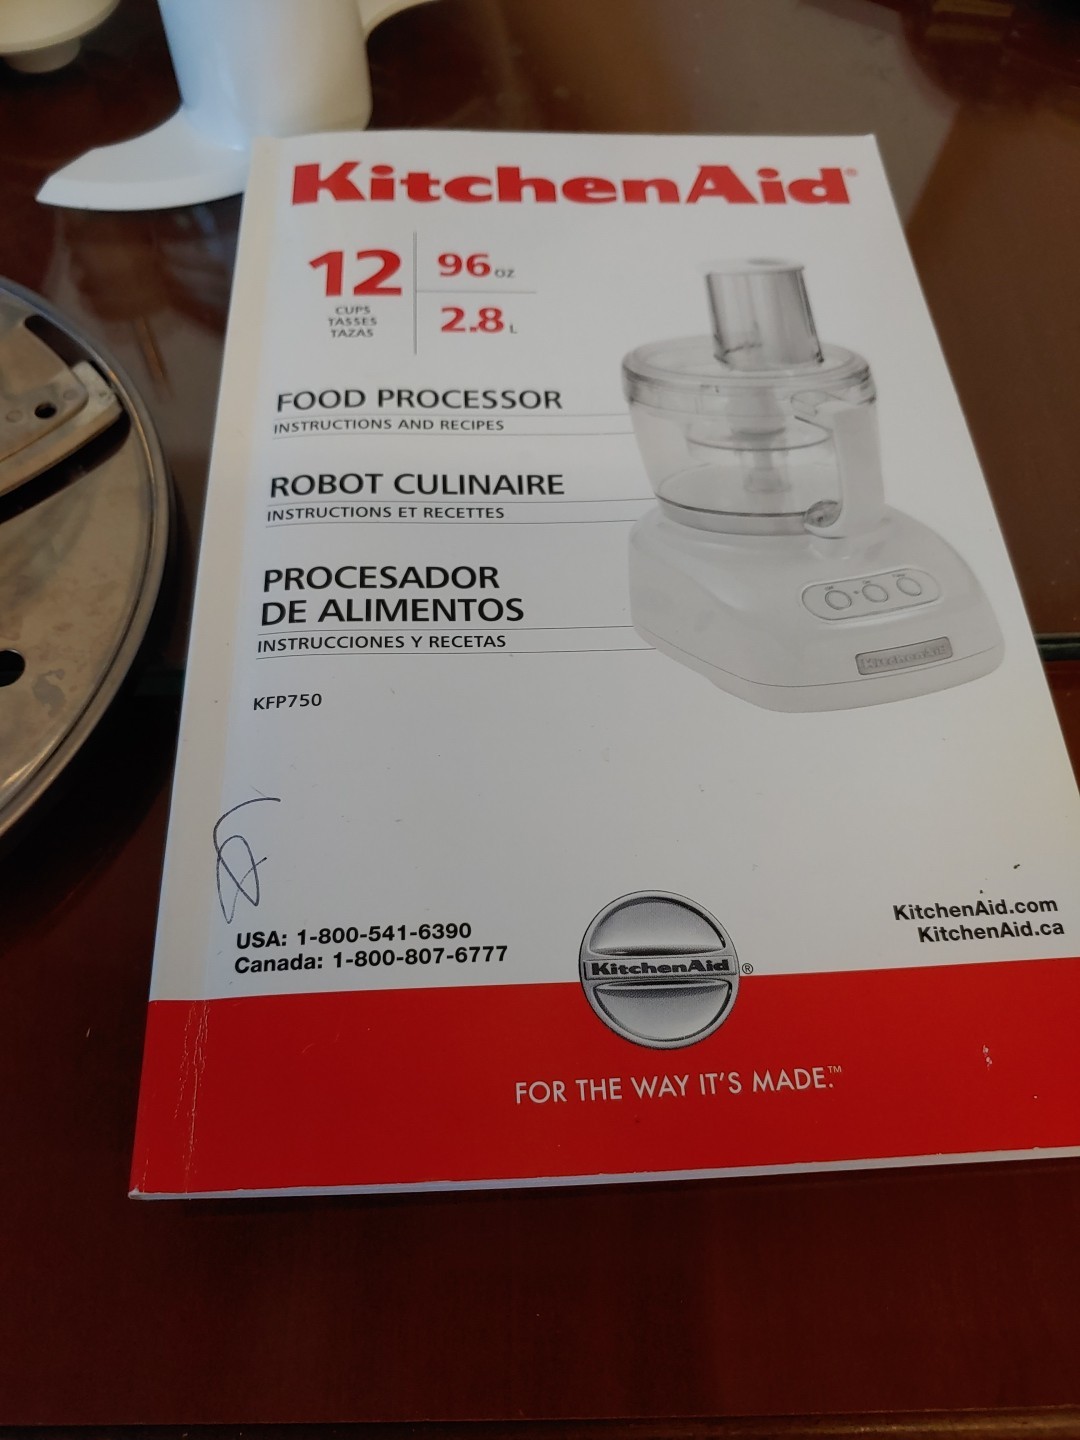 KitchenAid®
12
CUPS
TASSES
TAZAS
96 oz
2.8 L
FOOD PROCESSOR
INSTRUCTIONS AND RECIPES
ROBOT CULINAIRE
INSTRUCTIONS ET RECETTES
PROCESADOR
DE ALIMENTOS
INSTRUCCIONES Y RECETAS
KFP750
KitchenAid
USA: 1-800-541-6390
Canada: 1-800-807-6777
KitchenAid.com
KitchenAid.ca
KitchenAid®
FOR THE WAY IT'S MADE.™